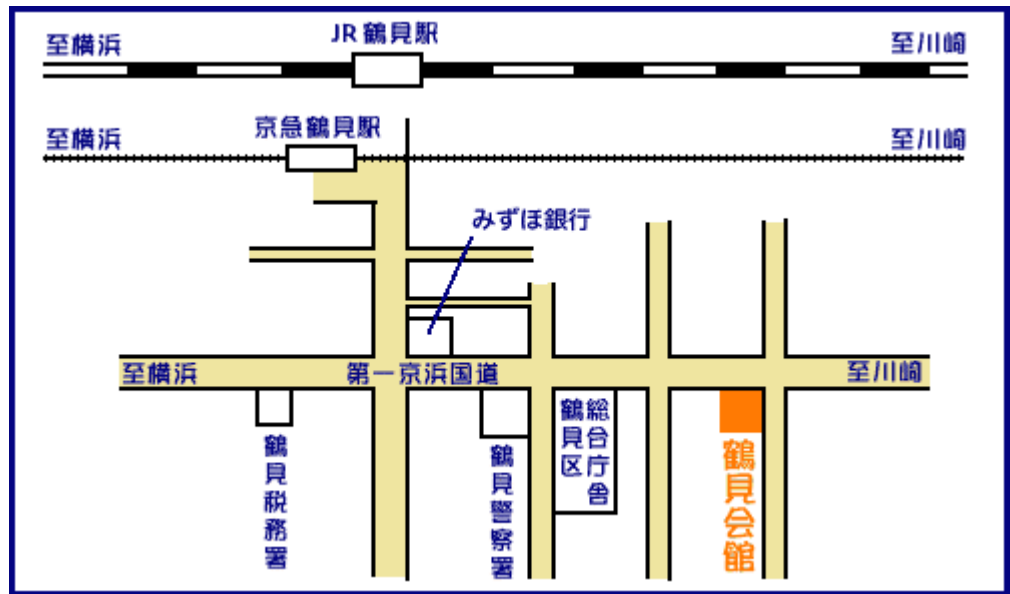 JR 鶴見駅
至横浜
至川崎
京急鶴見駅
至横浜
至川崎
みずほ銀行
至横浜
第一京浜国道
至川崎
鶴見税務署
鶴見警察署
鶴見区
総合庁舎
鶴見会館